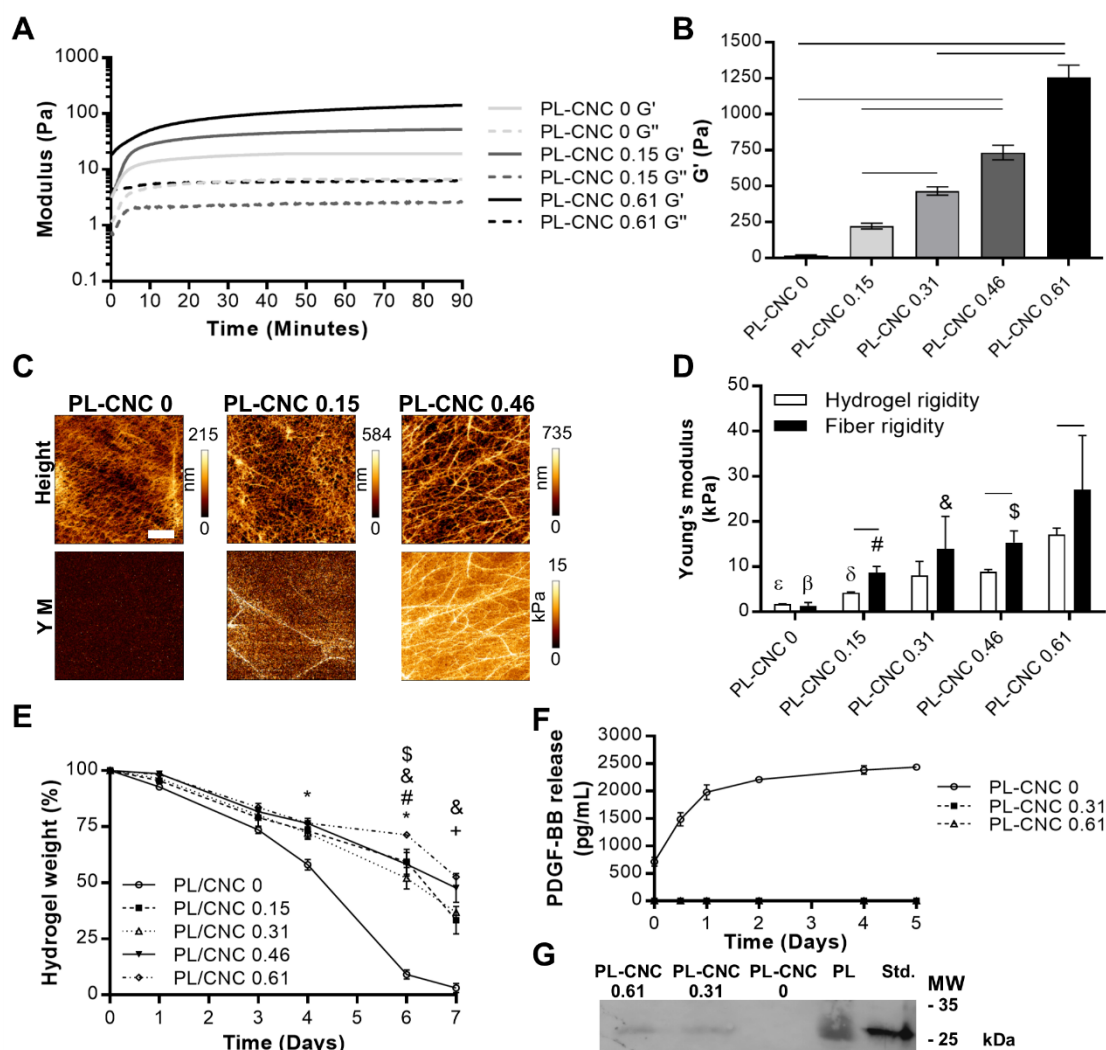 A
1000
100
10
1
0.1
Modulus (Pa)
0 10 20 30 40 50 60 70 80 90
Time (Minutes)
PL-CNC 0 G'
PL-CNC 0 G"
PL-CNC 0.15 G'
PL-CNC 0.15 G"
PL-CNC 0.61 G'
PL-CNC 0.61 G"
B
1500
1250
1000
750
500
250
0
G' (Pa)
PL-CNC 0
PL-CNC 0.15
PL-CNC 0.31
PL-CNC 0.46
PL-CNC 0.61
C
PL-CNC 0 PL-CNC 0.15 PL-CNC 0.46
Height
215
nm
0
584
nm
0
735
nm
0
Y M
15
kPa
0
D
50
40
30
20
10
0
Young's modulus
(kPa)
Hydrogel rigidity
Fiber rigidity
ε β δ # & $
PL-CNC 0
PL-CNC 0.15
PL-CNC 0.31
PL-CNC 0.46
PL-CNC 0.61
E
100
75
50
25
0
Hydrogel weight (%)
*
$
&
#
*
&
+
PL/CNC 0
PL/CNC 0.15
PL/CNC 0.31
PL/CNC 0.46
PL/CNC 0.61
0 1 2 3 4 5 6 7
Time (Days)
F
3000
2500
2000
1500
1000
500
0
PDGF-BB release
(pg/mL)
0 1 2 3 4 5
Time (Days)
PL-CNC 0
PL-CNC 0.31
PL-CNC 0.61
G
PL-CNC PL-CNC PL-CNC PL Std. MW
0.61 0.31 0
- 35
- 25 kDa